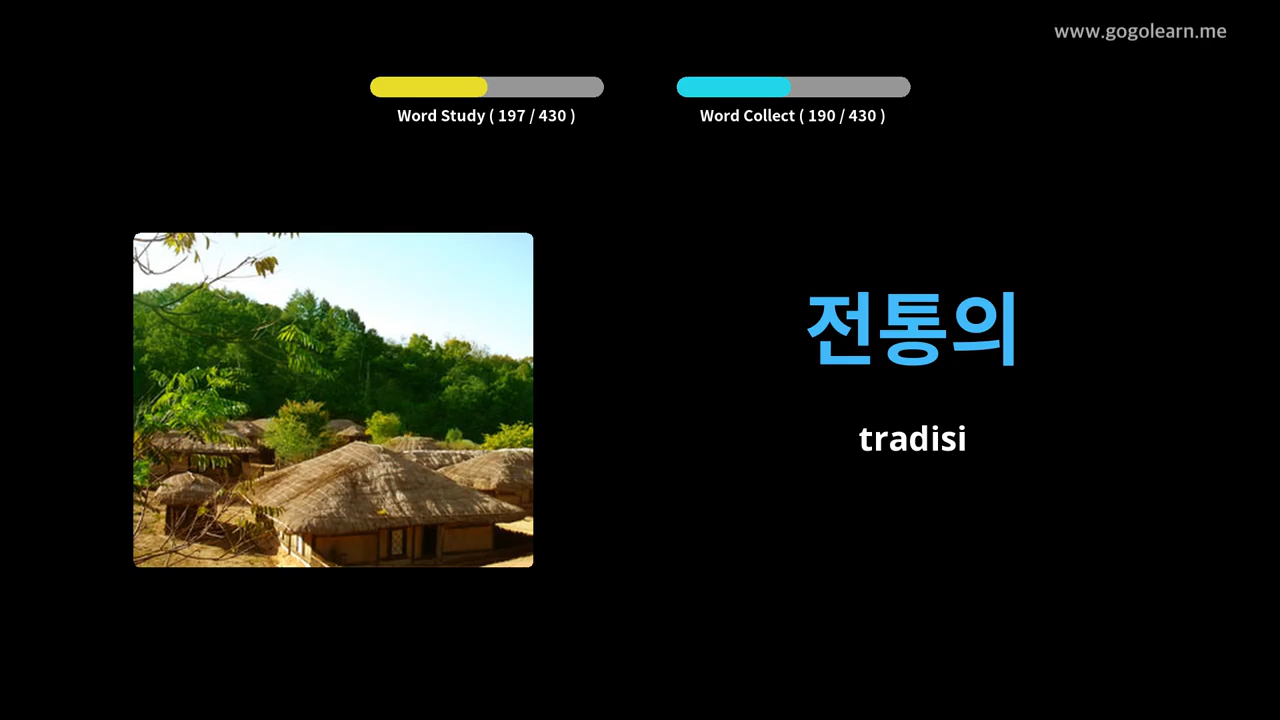 www.gogolearn.me
Word Study ( 197 / 430 )
Word Collect ( 190 / 430 )
전통의
tradisi